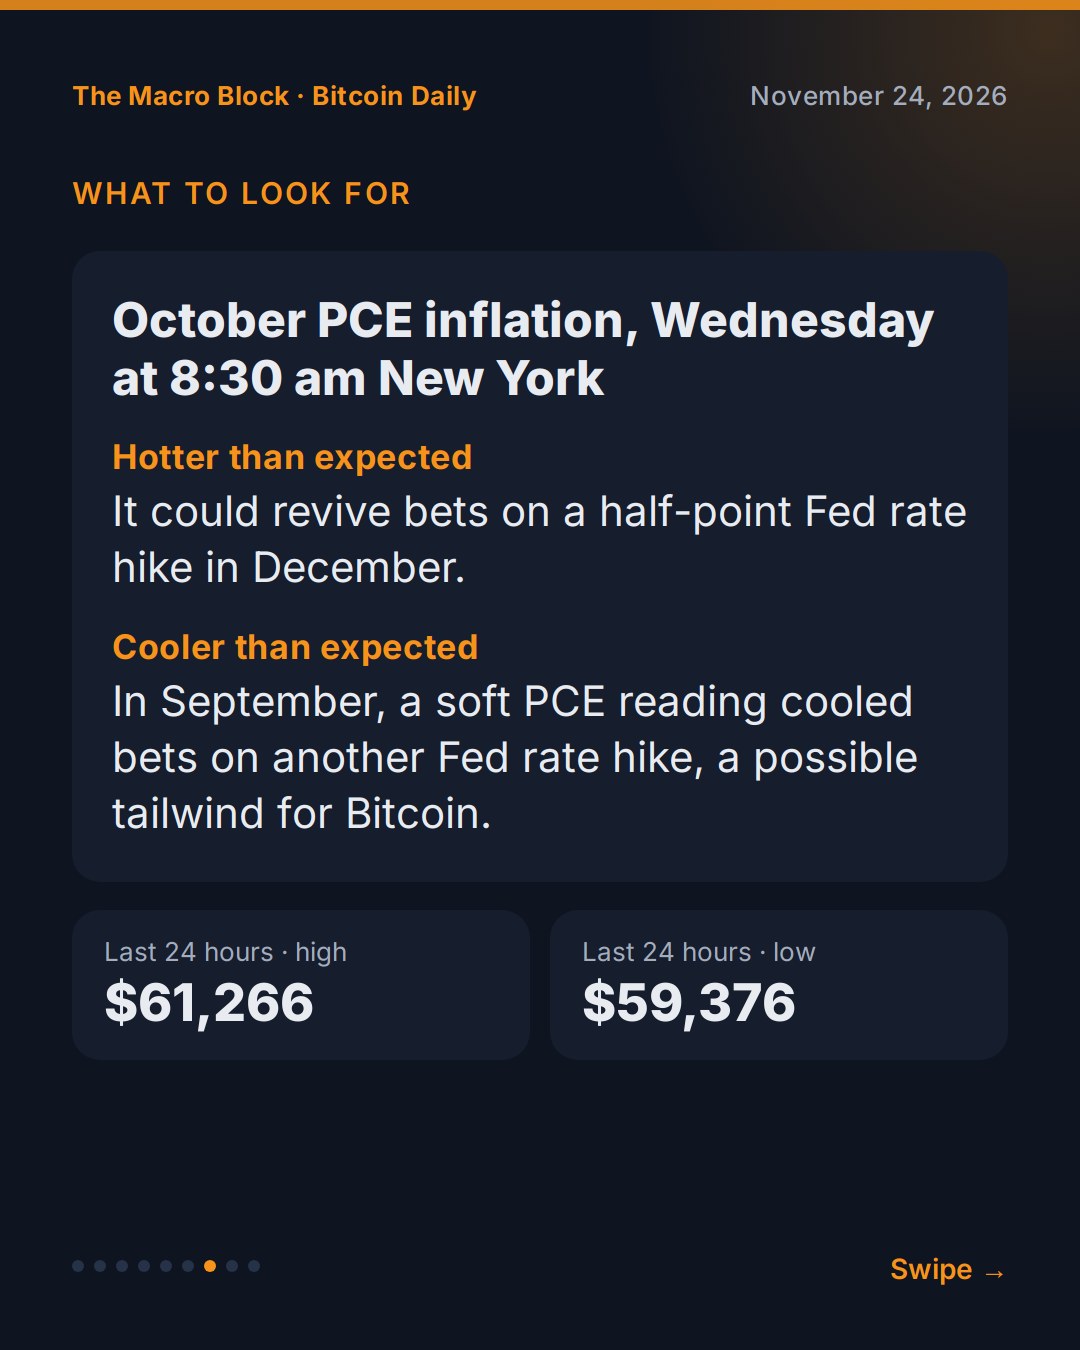 The Macro Block · Bitcoin Daily
November 24, 2026
WHAT TO LOOK FOR
October PCE inflation, Wednesday
at 8:30 am New York
Hotter than expected
It could revive bets on a half-point Fed rate
hike in December.
Cooler than expected
In September, a soft PCE reading cooled
bets on another Fed rate hike, a possible
tailwind for Bitcoin.
Last 24 hours · high
$61,266
Last 24 hours · low
$59,376
Swipe →